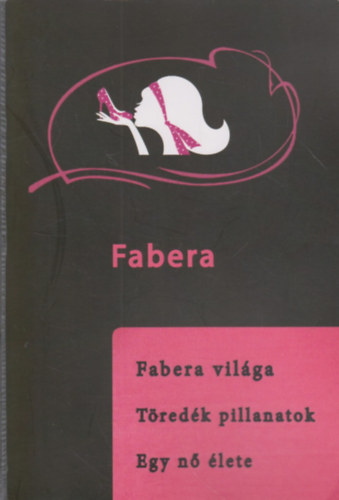 Fabera
Fabera világa
Töredék pillanatok
Egy nő élete